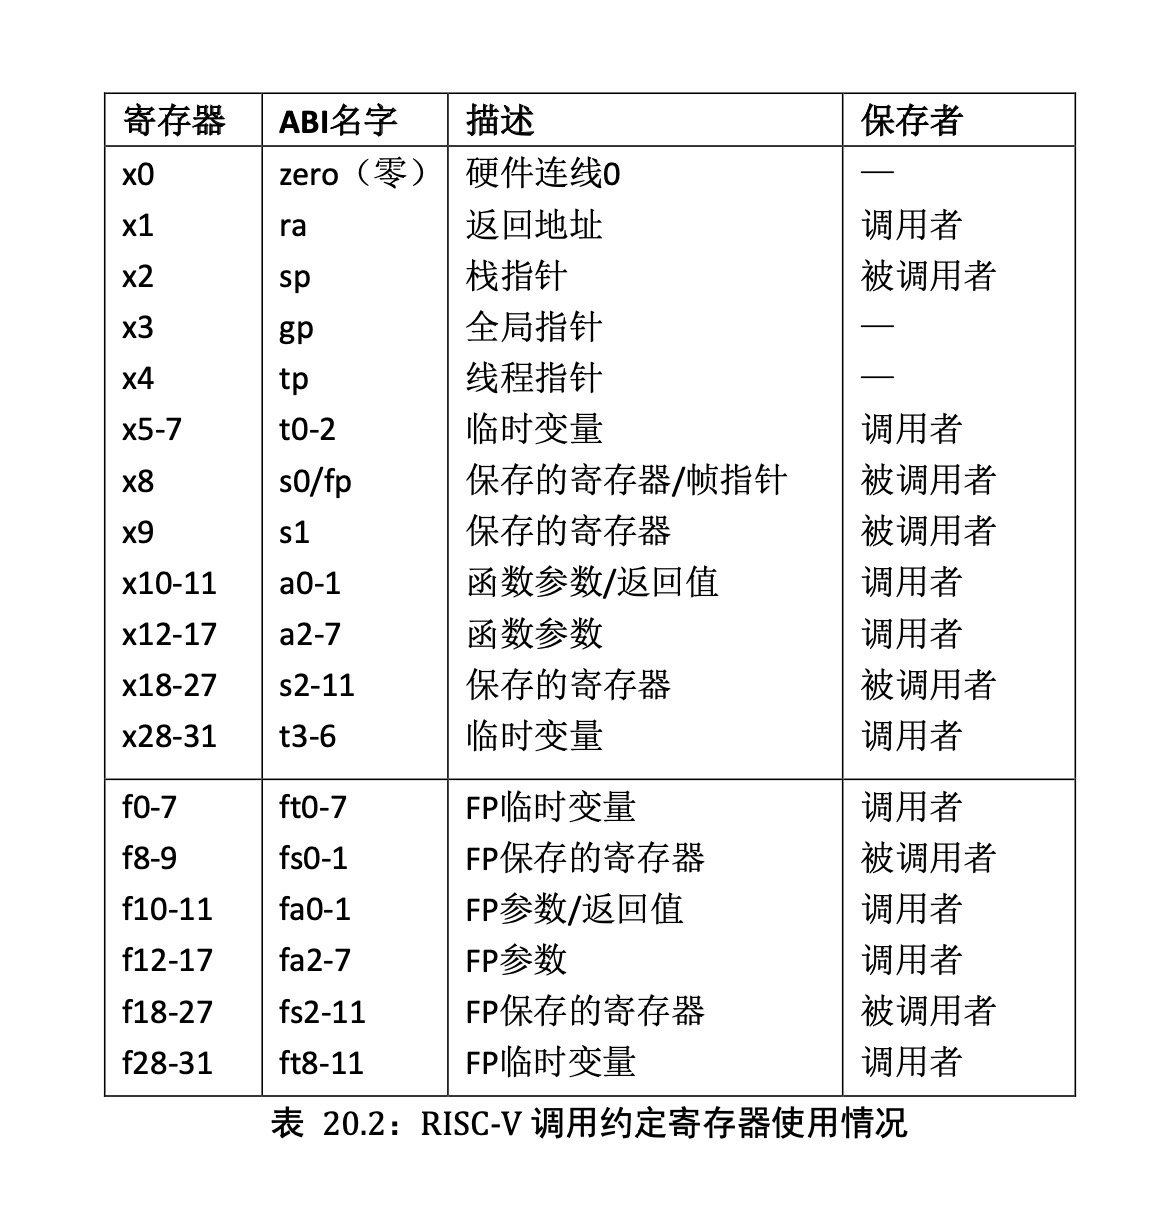 寄存器 ABI名字 描述 保存者
x0 zero（零） 硬件连线0 —
x1 ra 返回地址 调用者
x2 sp 栈指针 被调用者
x3 gp 全局指针 —
x4 tp 线程指针 —
x5-7 t0-2 临时变量 调用者
x8 s0/fp 保存的寄存器/帧指针 被调用者
x9 s1 保存的寄存器 被调用者
x10-11 a0-1 函数参数/返回值 调用者
x12-17 a2-7 函数参数 调用者
x18-27 s2-11 保存的寄存器 被调用者
x28-31 t3-6 临时变量 调用者
f0-7 ft0-7 FP临时变量 调用者
f8-9 fs0-1 FP保存的寄存器 被调用者
f10-11 fa0-1 FP参数/返回值 调用者
f12-17 fa2-7 FP参数 调用者
f18-27 fs2-11 FP保存的寄存器 被调用者
f28-31 ft8-11 FP临时变量 调用者
表 20.2：RISC-V 调用约定寄存器使用情况